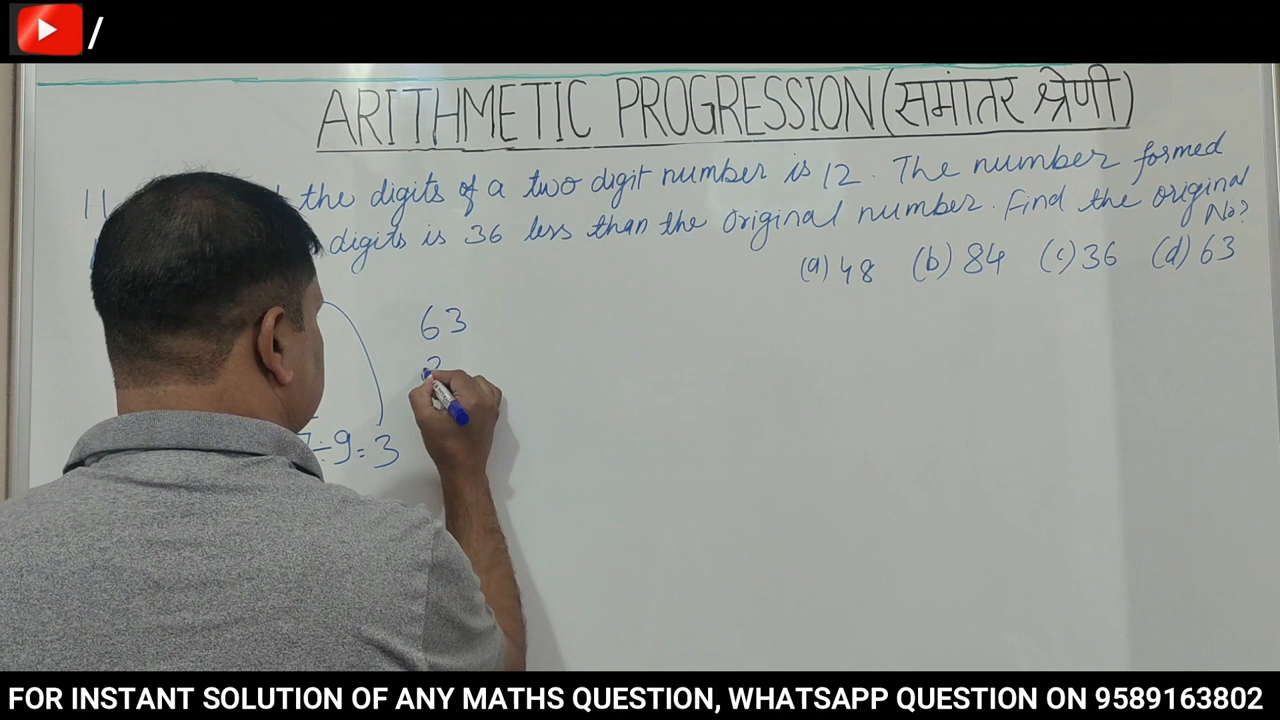 /
ARITHMETIC PROGRESSION (समांतर श्रेणी)
11 the digits of a two digit number is 12. The number formed
digits is 36 less than the original number. Find the original
No?
(a) 48 (b) 84 (c) 36 (d) 63
63
÷9=3
FOR INSTANT SOLUTION OF ANY MATHS QUESTION, WHATSAPP QUESTION ON 9589163802